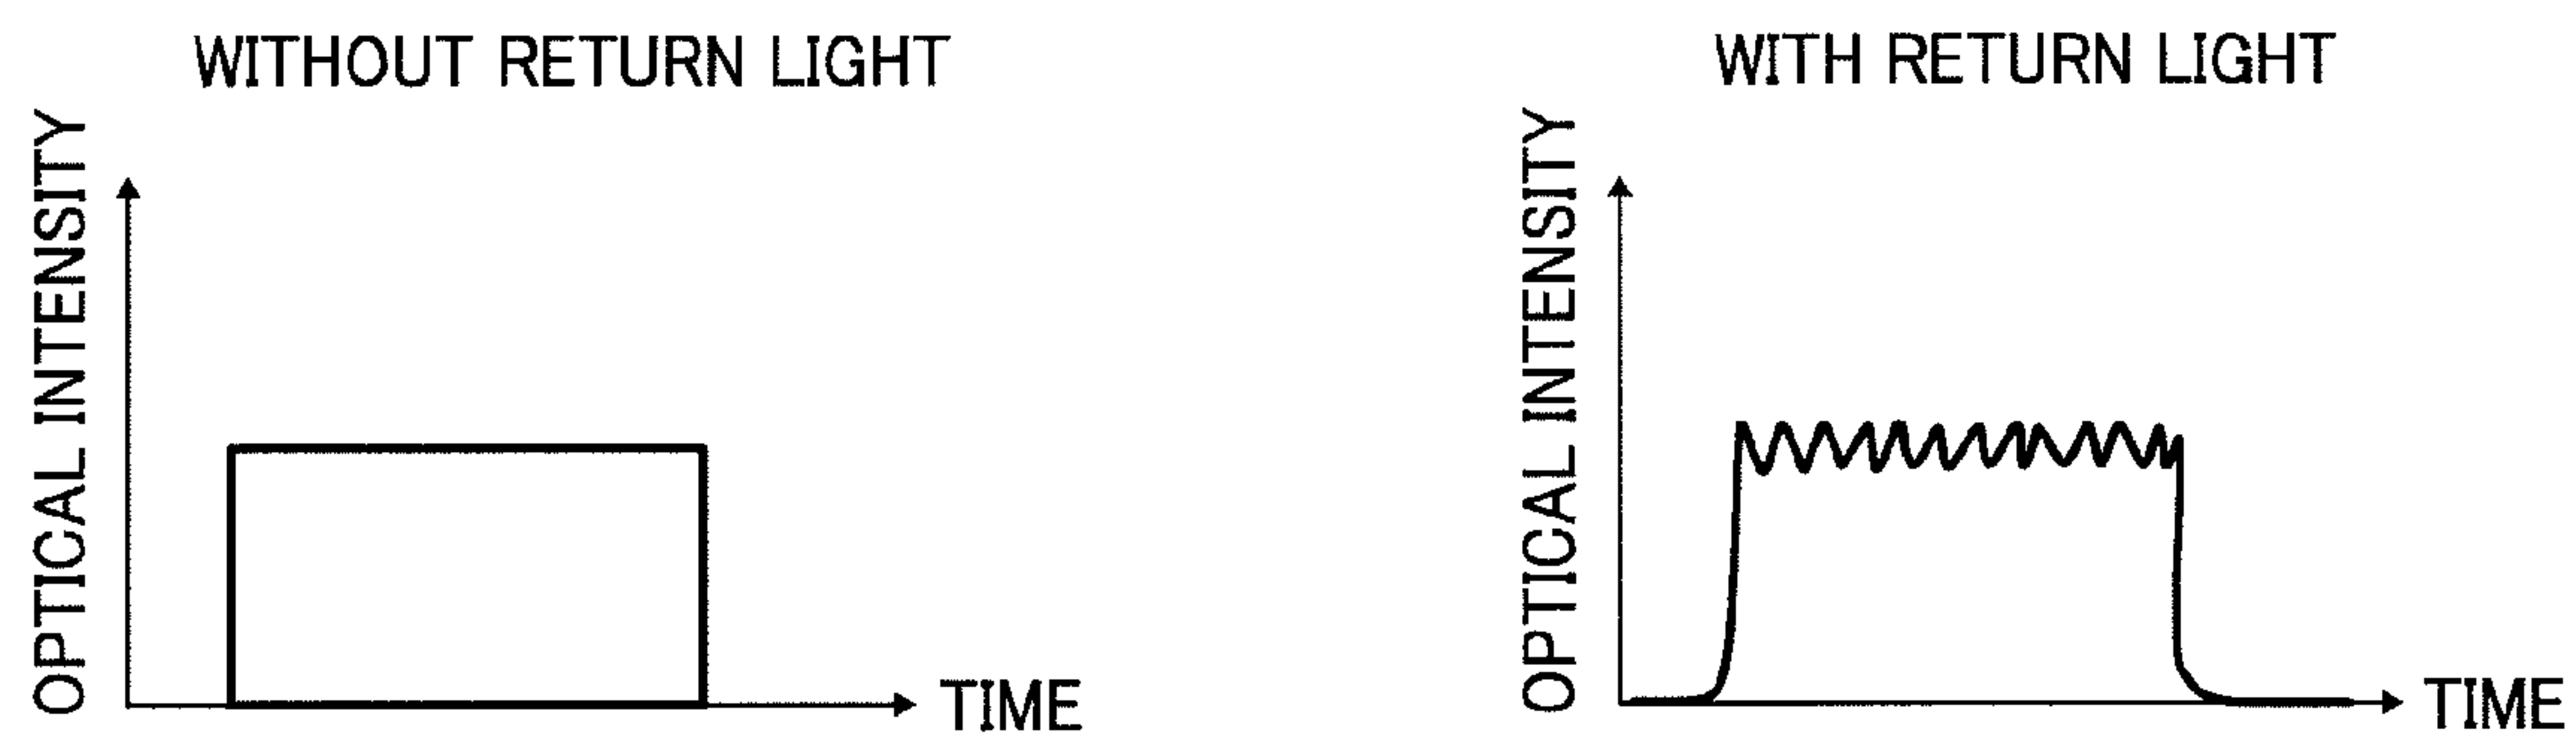 WITHOUT RETURN LIGHT
OPTICAL INTENSITY
TIME
WITH RETURN LIGHT
OPTICAL INTENSITY
TIME